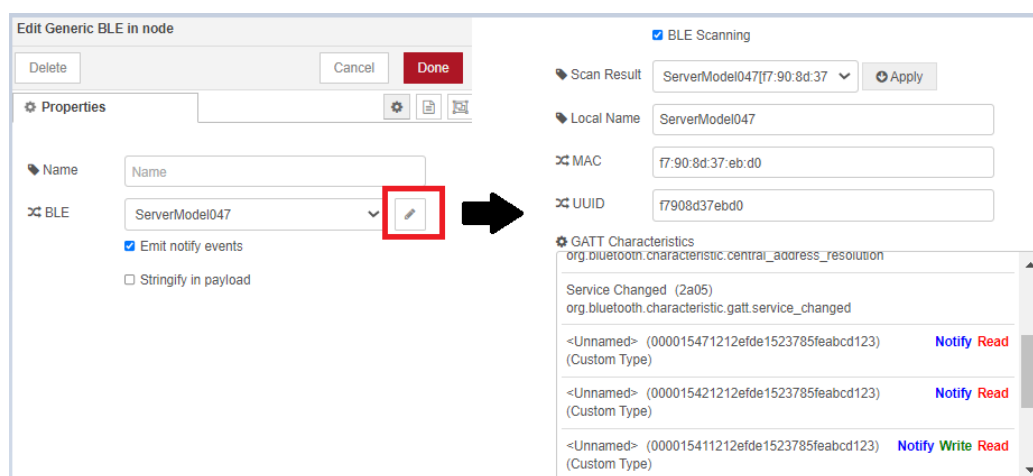 Edit Generic BLE in node
Delete
Cancel
Done
Properties
Name
Name
BLE
ServerModel047
Emit notify events
Stringify in payload
BLE Scanning
Scan Result
ServerModel047[f7:90:8d:37
Apply
Local Name
ServerModel047
MAC
f7:90:8d:37:eb:d0
UUID
f7908d37ebd0
GATT Characteristics
org.bluetooth.characteristic.central_address_resolution
Service Changed (2a05)
org.bluetooth.characteristic.gatt.service_changed
<Unnamed> (000015471212efde1523785feabcd123) Notify Read
(Custom Type)
<Unnamed> (000015421212efde1523785feabcd123) Notify Read
(Custom Type)
<Unnamed> (000015411212efde1523785feabcd123) Notify Write Read
(Custom Type)